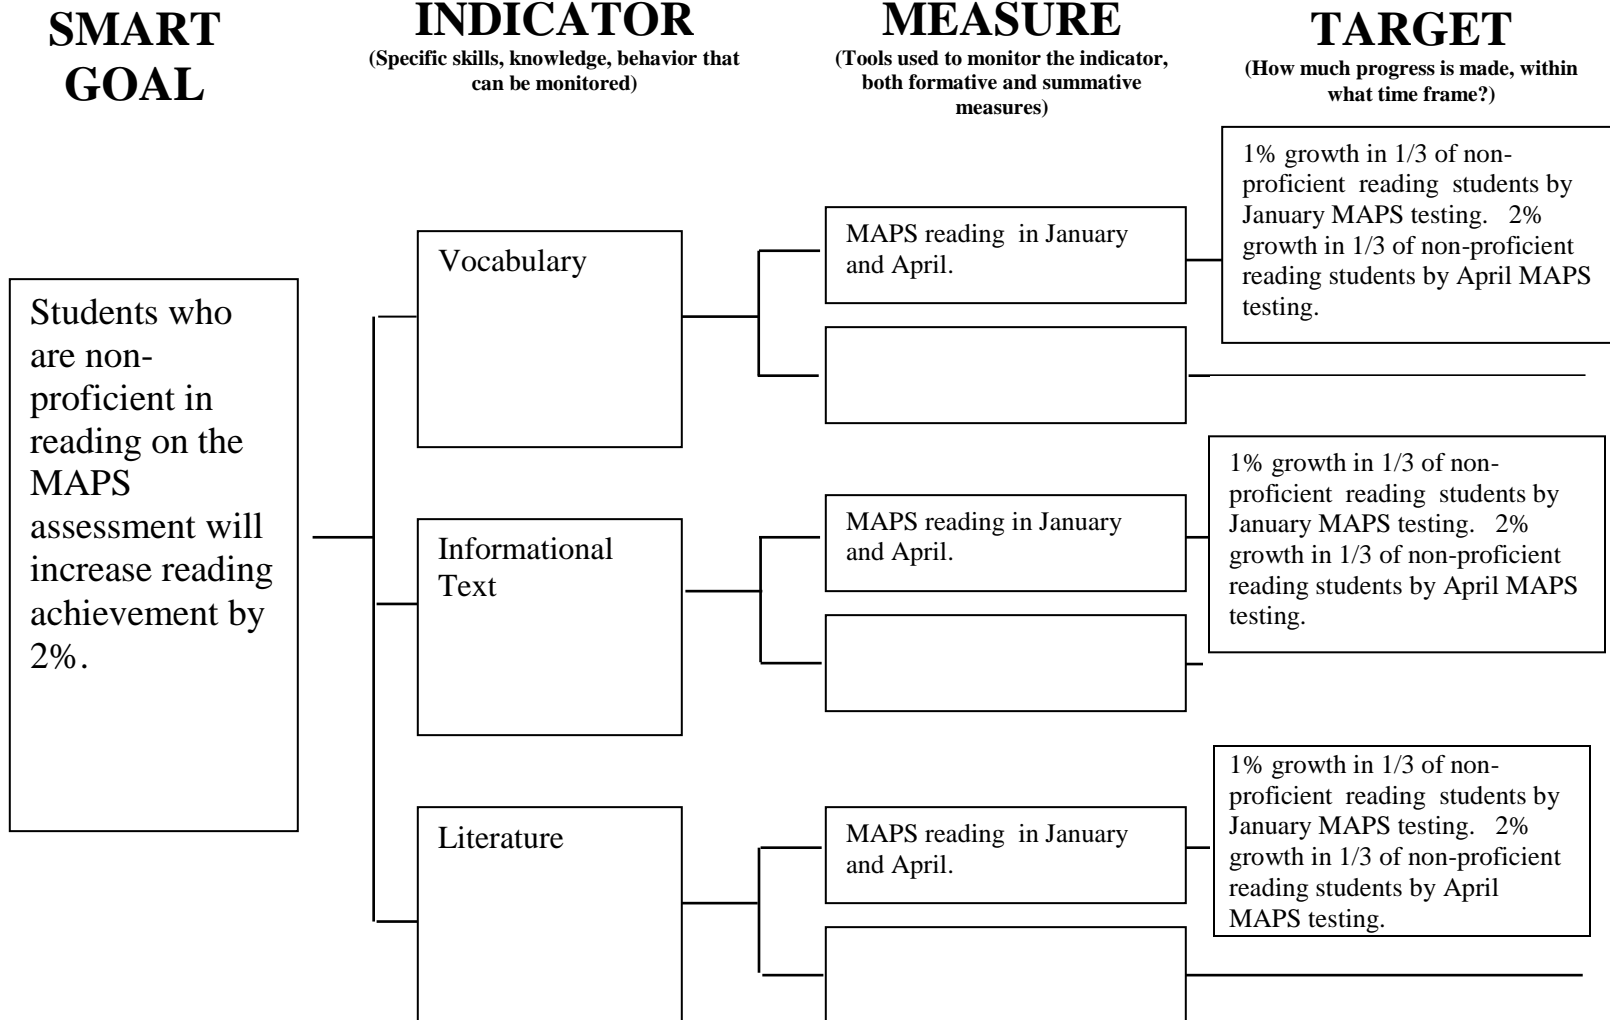 SMART
GOAL
INDICATOR
(Specific skills, knowledge, behavior that
can be monitored)
MEASURE
(Tools used to monitor the indicator,
both formative and summative
measures)
TARGET
(How much progress is made, within
what time frame?)
Students who
are non-
proficient in
reading on the
MAPS
assessment will
increase reading
achievement by
2%.
Vocabulary
MAPS reading in January
and April.
1% growth in 1/3 of non-
proficient reading students by
January MAPS testing. 2%
growth in 1/3 of non-proficient
reading students by April MAPS
testing.
Informational
Text
MAPS reading in January
and April.
1% growth in 1/3 of non-
proficient reading students by
January MAPS testing. 2%
growth in 1/3 of non-proficient
reading students by April MAPS
testing.
Literature
MAPS reading in January
and April.
1% growth in 1/3 of non-
proficient reading students by
January MAPS testing. 2%
growth in 1/3 of non-proficient
reading students by April
MAPS testing.